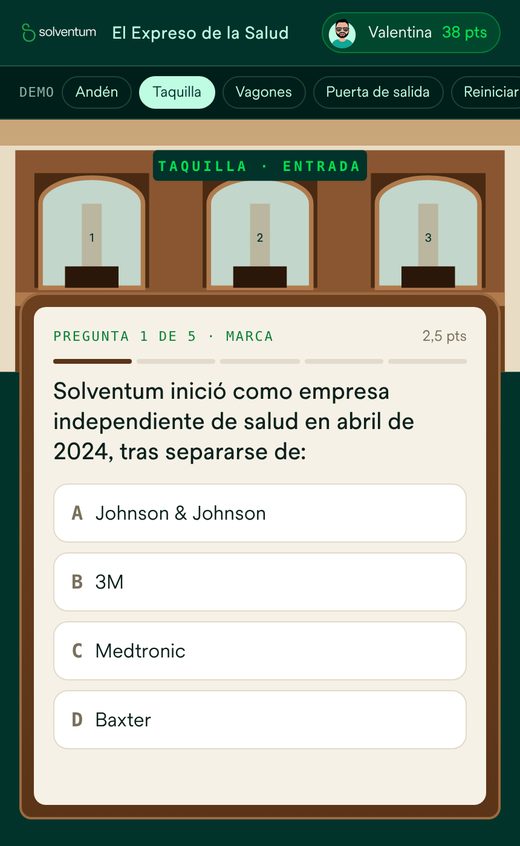 solventum El Expreso de la Salud Valentina 38 pts
DEMO Andén Taquilla Vagones Puerta de salida Reiniciar
TAQUILLA · ENTRADA
1 2 3
PREGUNTA 1 DE 5 · MARCA 2,5 pts
Solventum inició como empresa
independiente de salud en abril de
2024, tras separarse de:
A Johnson & Johnson
B 3M
C Medtronic
D Baxter